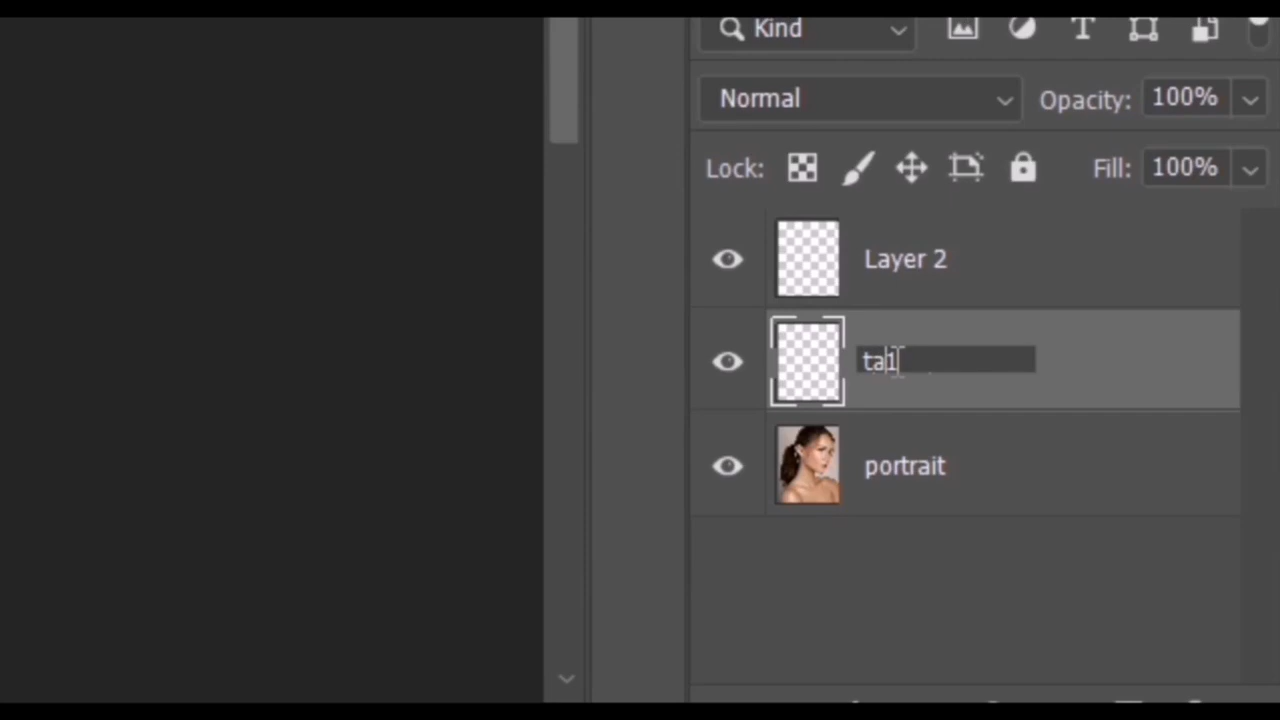 Kind
Normal
Opacity: 100%
Lock:
Fill: 100%
Layer 2
ta1
portrait